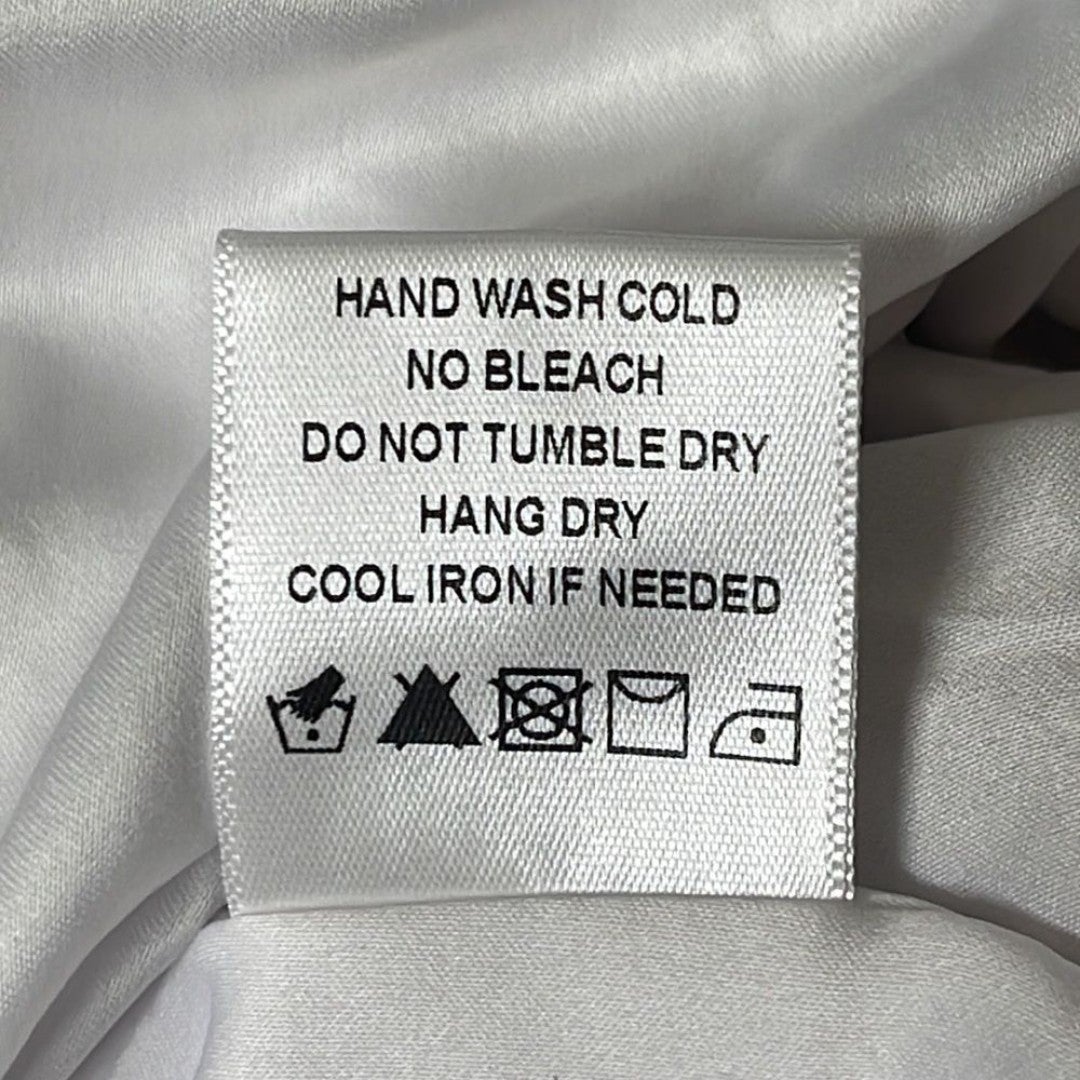 HAND WASH COLD
NO BLEACH
DO NOT TUMBLE DRY
HANG DRY
COOL IRON IF NEEDED